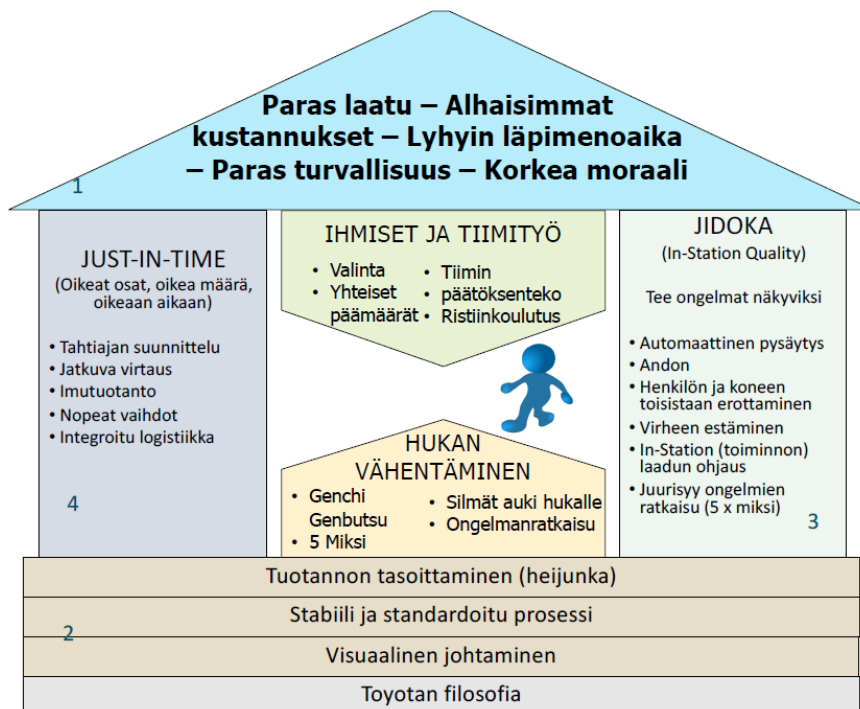 Paras laatu – Alhaisimmat
kustannukset – Lyhyin läpimenoaika
– Paras turvallisuus – Korkea moraali
1
JUST-IN-TIME
(Oikeat osat, oikea määrä,
oikeaan aikaan)
• Tahtiajan suunnittelu
• Jatkuva virtaus
• Imutuotanto
• Nopeat vaihdot
• Integroitu logistiikka
4
IHMISET JA TIIMITYÖ
• Valinta
• Yhteiset
päämäärät
• Tiimin
• päätöksenteko
• Ristiinkoulutus
HUKAN
VÄHENTÄMINEN
• Genchi
Genbutsu
• 5 Miksi
• Silmät auki hukalle
• Ongelmanratkaisu
JIDOKA
(In-Station Quality)
Tee ongelmat näkyviksi
• Automaattinen pysäytys
• Andon
• Henkilön ja koneen
toisistaan erottaminen
• Virheen estäminen
• In-Station (toiminnon)
laadun ohjaus
• Juurisyy ongelmien
ratkaisu (5 x miksi)
3
Tuotannon tasoittaminen (heijunka)
Stabiili ja standardoitu prosessi
2
Visuaalinen johtaminen
Toyotan filosofia